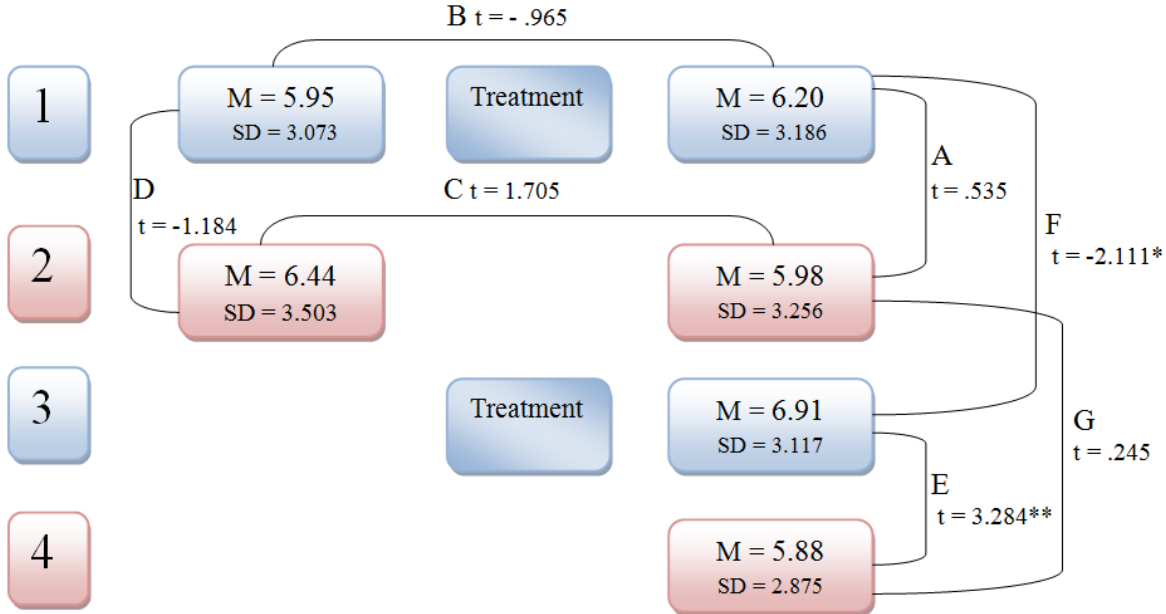 B t = - .965
1
M = 5.95
SD = 3.073
Treatment
M = 6.20
SD = 3.186
A
t = .535
D
t = -1.184
C t = 1.705
F
t = -2.111*
2
M = 6.44
SD = 3.503
M = 5.98
SD = 3.256
3
Treatment
M = 6.91
SD = 3.117
G
t = .245
E
t = 3.284**
4
M = 5.88
SD = 2.875